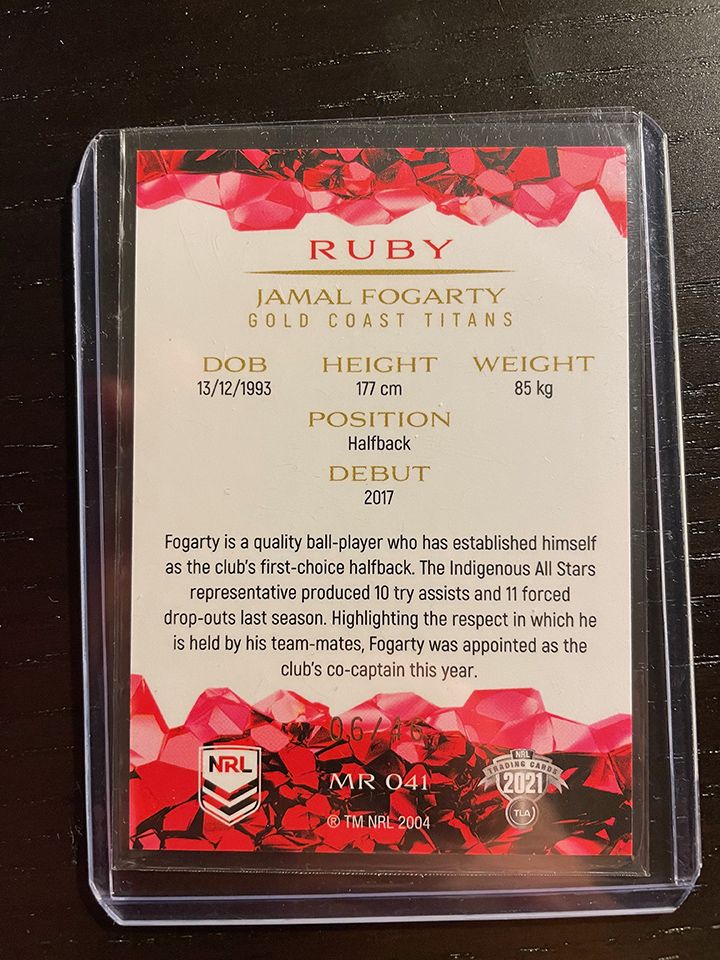 RUBY
JAMAL FOGARTY
GOLD COAST TITANS
DOB HEIGHT WEIGHT
13/12/1993 177 cm 85 kg
POSITION
Halfback
DEBUT
2017
Fogarty is a quality ball-player who has established himself
as the club's first-choice halfback. The Indigenous All Stars
representative produced 10 try assists and 11 forced
drop-outs last season. Highlighting the respect in which he
is held by his team-mates, Fogarty was appointed as the
club's co-captain this year.
06/46
NRL
MR 041
® TM NRL 2004
NRL
TRADING CARDS
2021
TLA